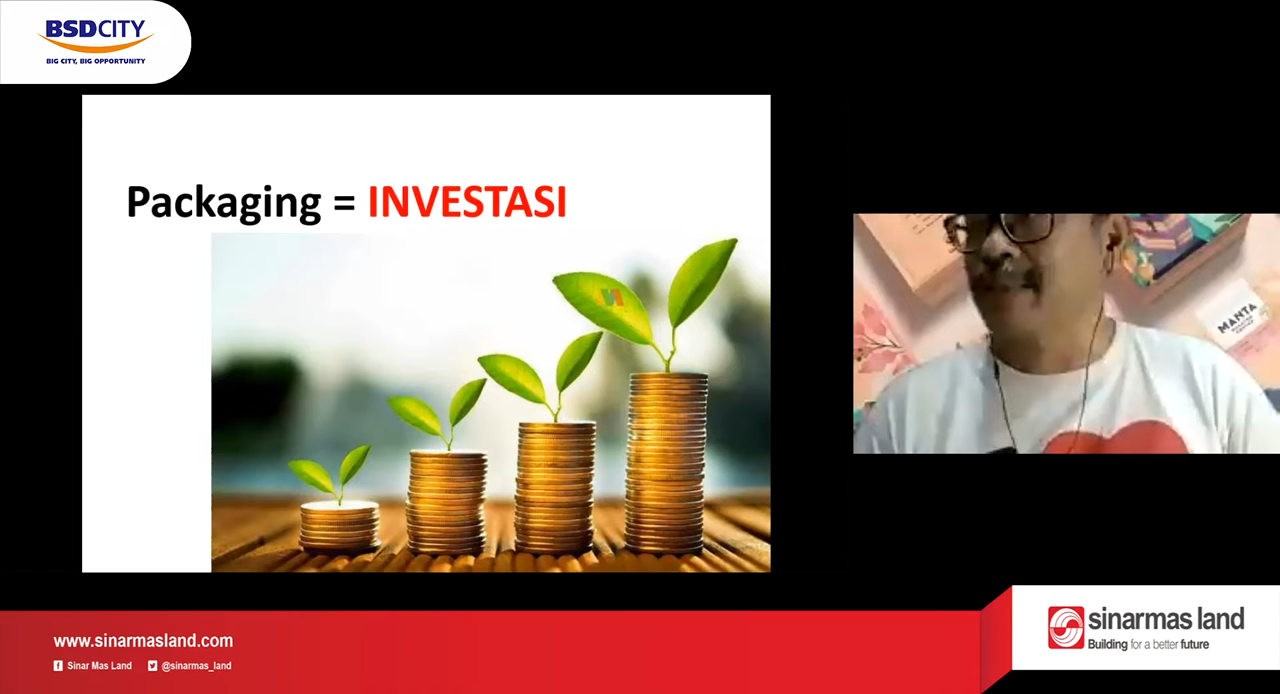 BSDCITY
BIG CITY, BIG OPPORTUNITY
Packaging = INVESTASI
MANTA
www.sinarmasland.com
Sinar Mas Land @sinarmas_land
sinarmas land
Building for a better future